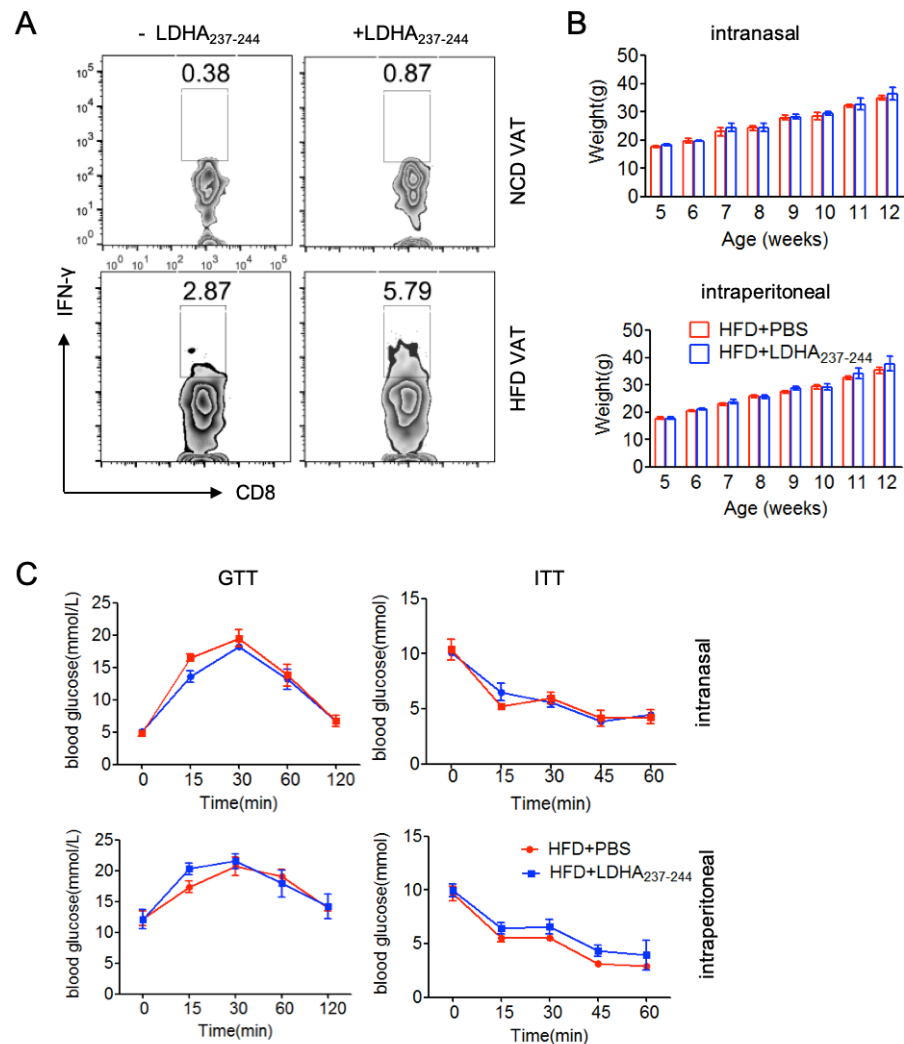 A
- LDHA237-244
+LDHA237-244
0.38
0.87
10^5
10^4
10^3
10^2
10^1
10^0
NCD VAT
10^0 10^1 10^2 10^3 10^4 10^5
2.87
5.79
HFD VAT
IFN-γ
CD8
B
intranasal
Weight(g)
50
40
30
20
10
0
5 6 7 8 9 10 11 12
Age (weeks)
intraperitoneal
Weight(g)
50
40
30
20
10
0
HFD+PBS
HFD+LDHA237-244
5 6 7 8 9 10 11 12
Age (weeks)
C
GTT
ITT
blood glucose(mmol/L)
25
20
15
10
5
0
0 15 30 60 120
Time(min)
blood glucose(mmol)
15
10
5
0
0 15 30 45 60
Time(min)
intranasal
blood glucose(mmol/L)
25
20
15
10
5
0
0 15 30 60 120
Time(min)
blood glucose(mmol)
15
10
5
0
HFD+PBS
HFD+LDHA237-244
0 15 30 45 60
Time(min)
intraperitoneal